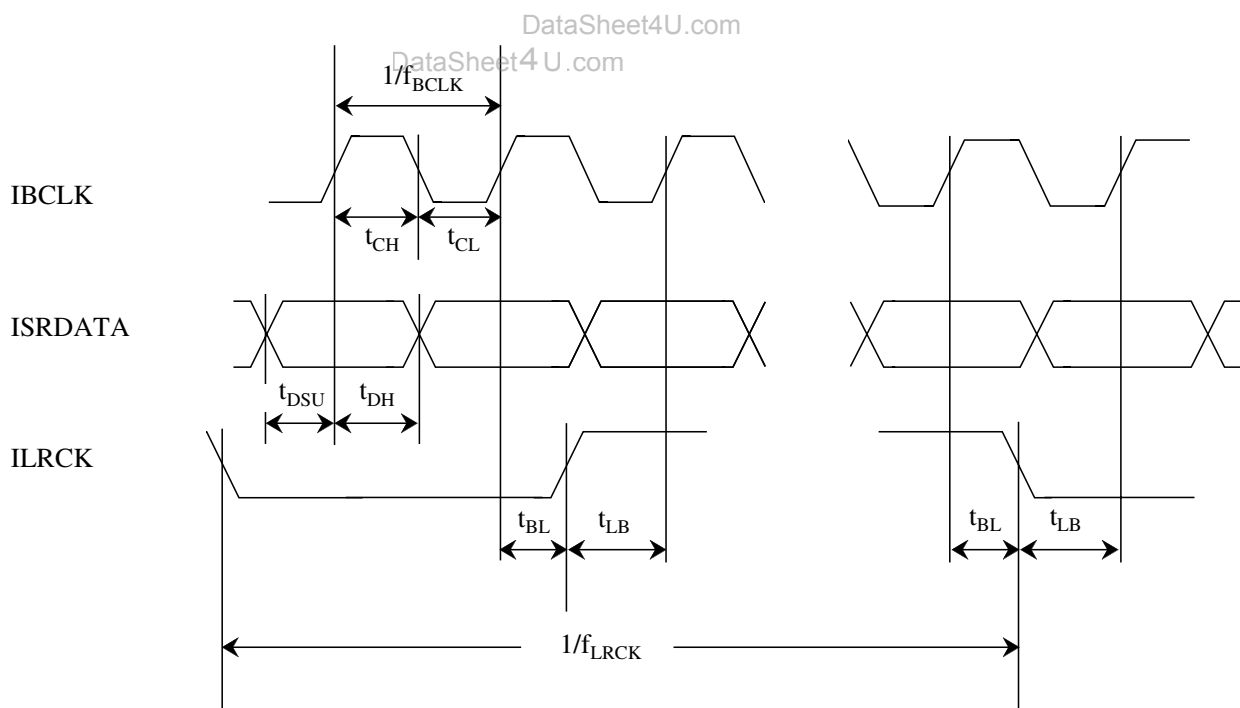 DataSheet4U.com
DataSheet4U.com
1/fBCLK
IBCLK
tCH tCL
ISRDATA
tDSU tDH
ILRCK
tBL tLB tBL tLB
1/fLRCK